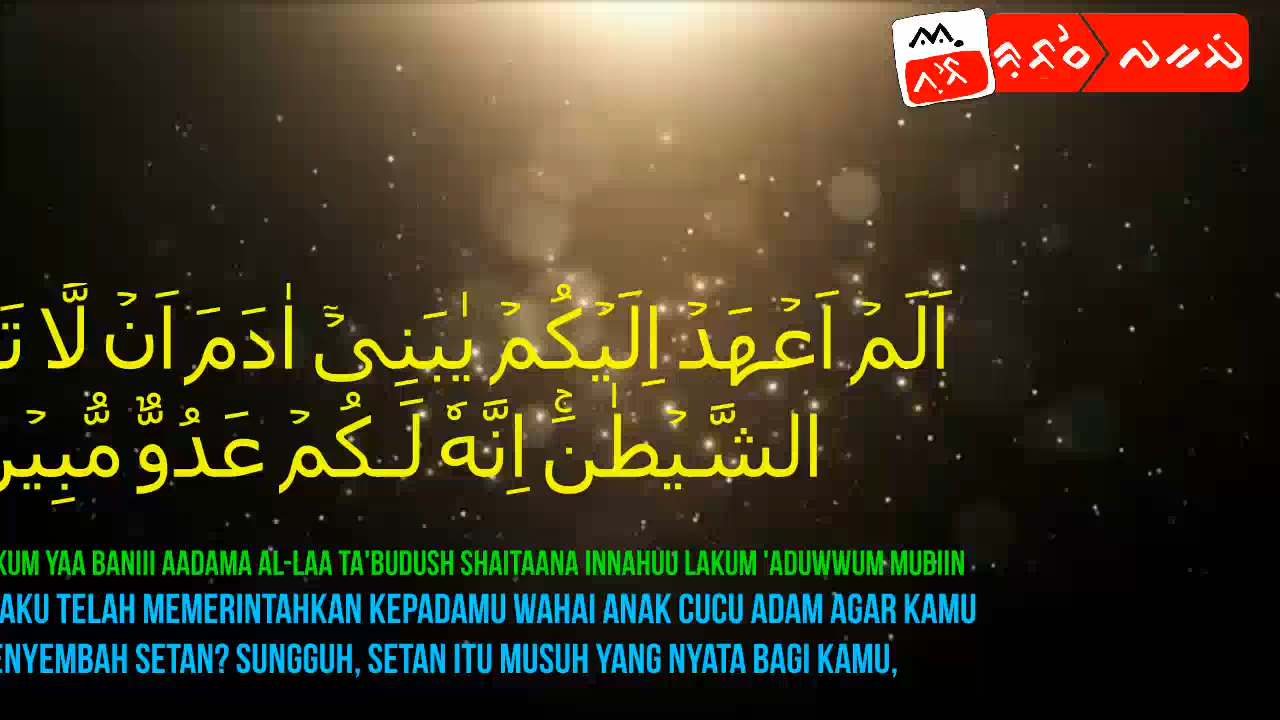 اَلَمۡ اَعۡهَدۡ اِلَيۡكُمۡ يٰبَنِىۡۤ اٰدَمَ اَنۡ لَّا
الشَّيۡطٰنَ‌ۚ اِنَّهٗ لَـكُمۡ عَدُوٌّ
KUM YAA BANIII AADAMA AL-LAA TA'BUDUSH SHAITAANA INNAHUU LAKUM 'ADUWWUM MUBIIN
AKU TELAH MEMERINTAHKAN KEPADAMU WAHAI ANAK CUCU ADAM AGAR KAMU
ENYEMBAH SETAN? SUNGGUH, SETAN ITU MUSUH YANG NYATA BAGI KAMU,